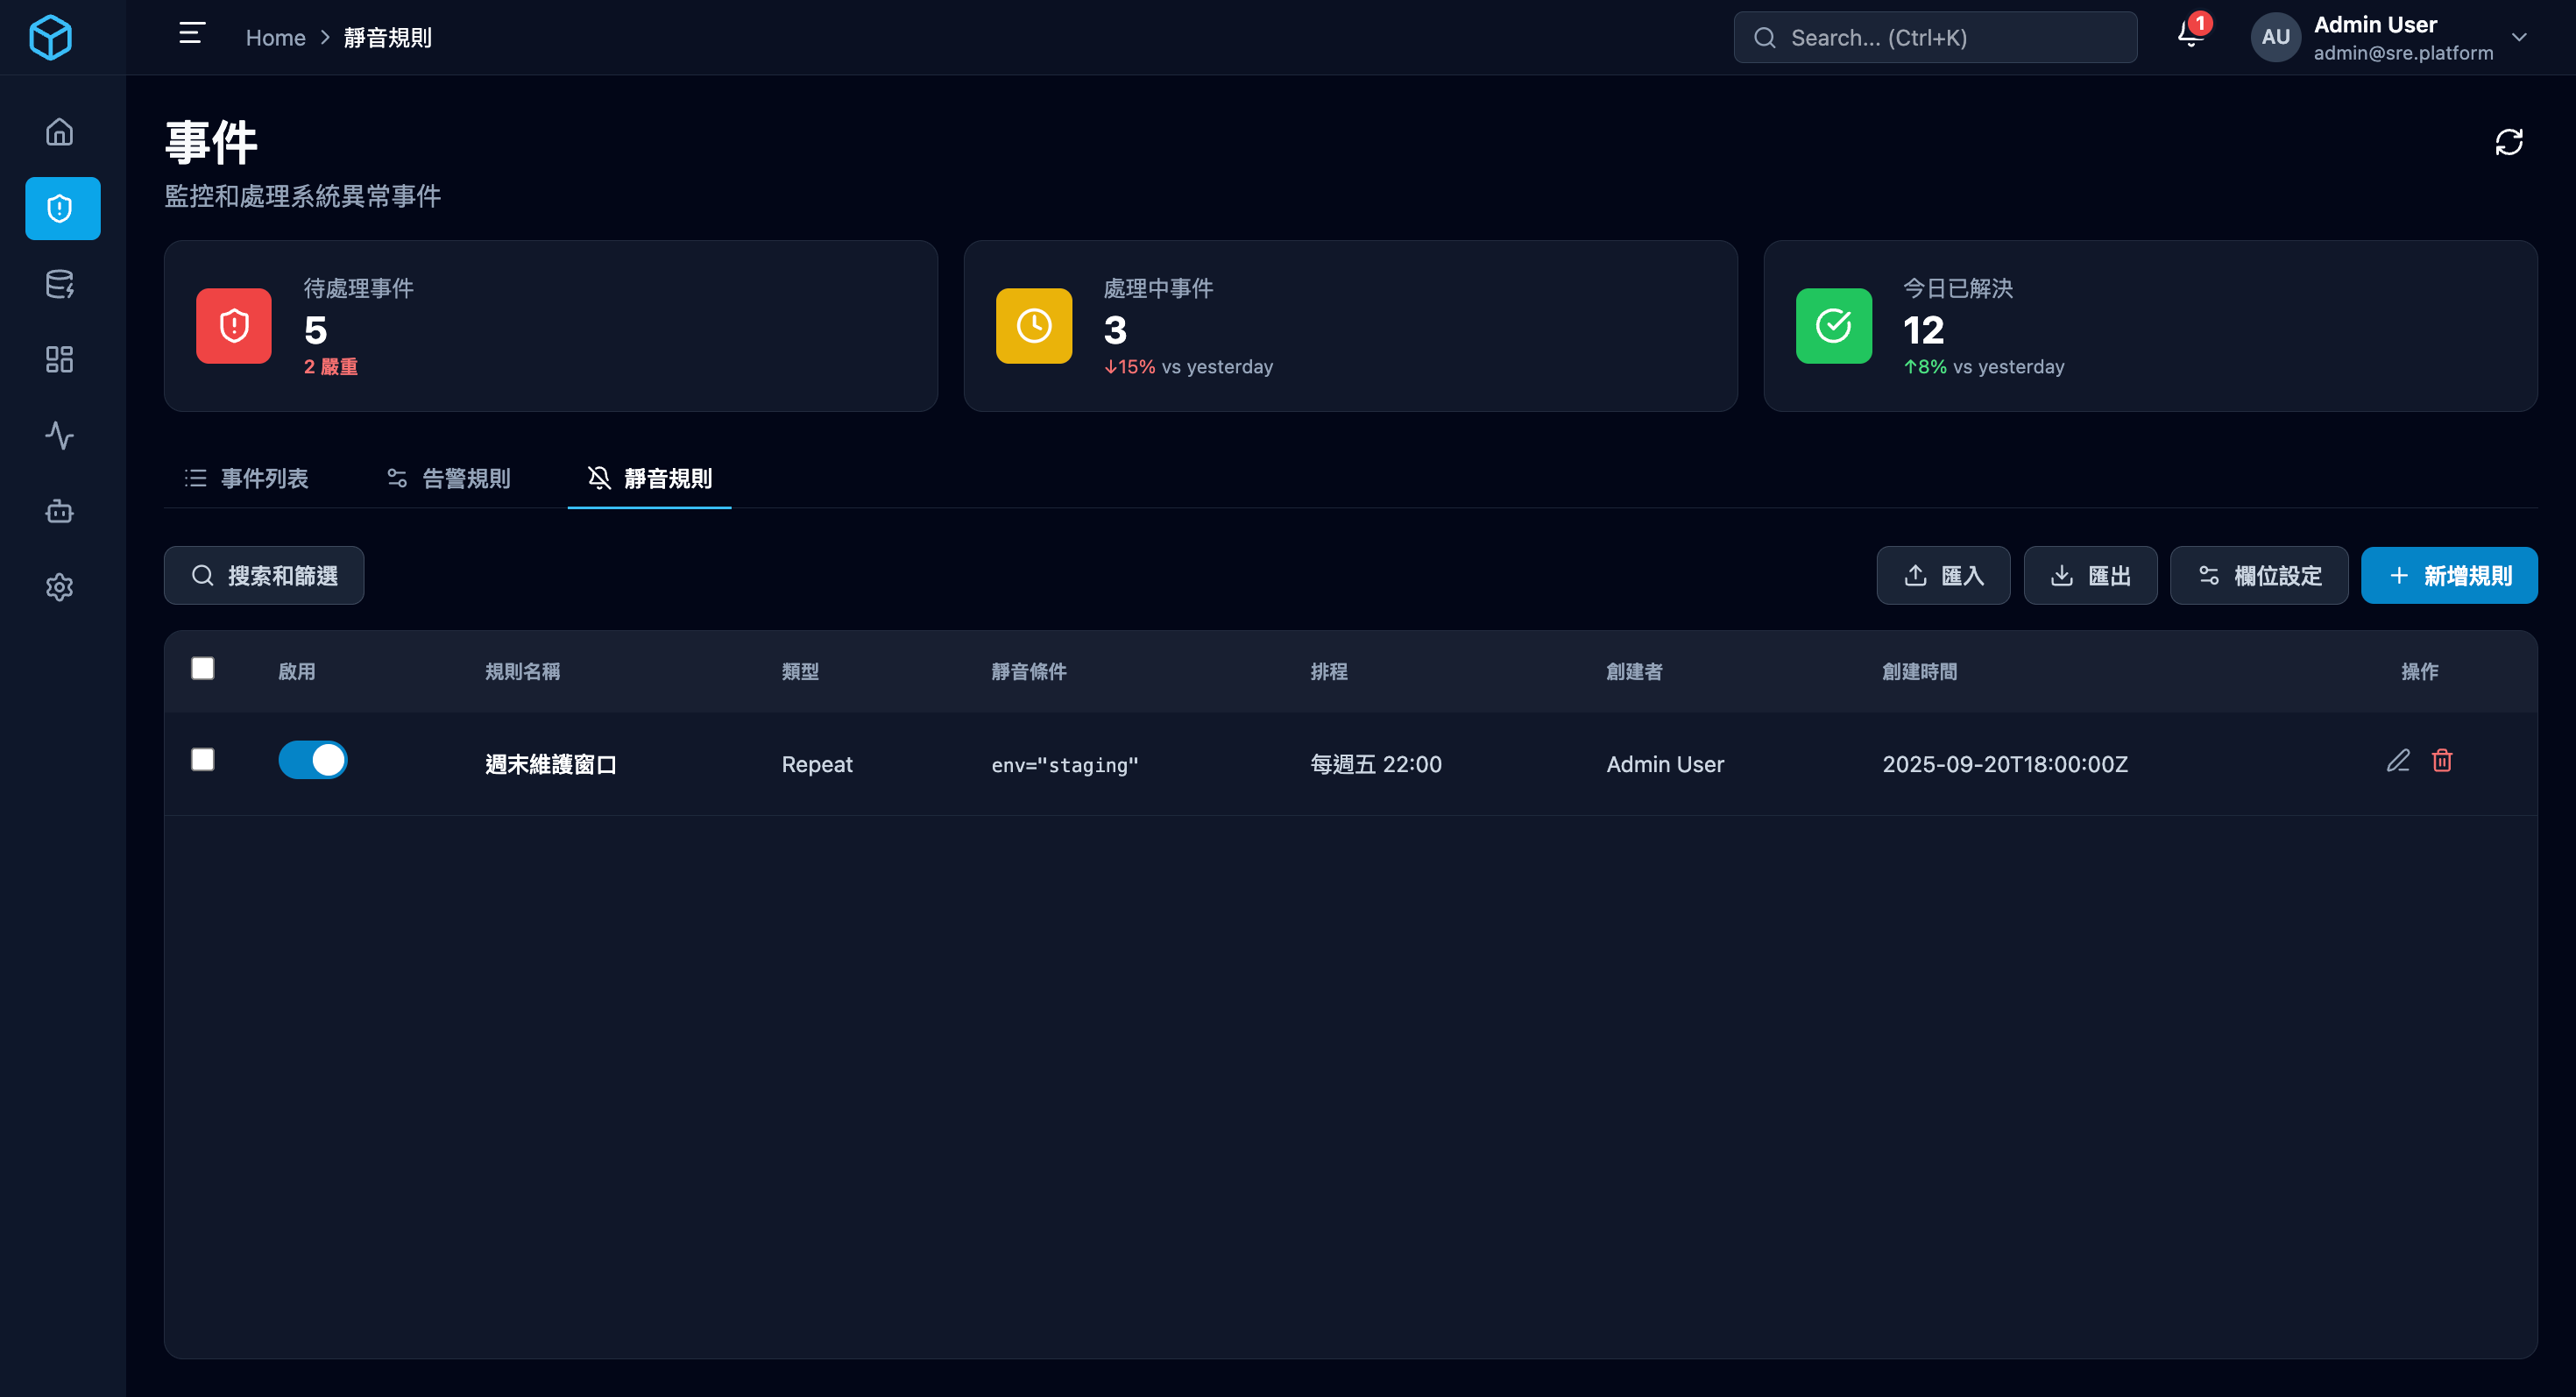 Home > 靜音規則
Search... (Ctrl+K)
1
AU
Admin User
admin@sre.platform
事件
監控和處理系統異常事件
待處理事件
5
2 嚴重
處理中事件
3
↓15% vs yesterday
今日已解決
12
↑8% vs yesterday
事件列表 告警規則 靜音規則
搜索和篩選 匯入 匯出 欄位設定 + 新增規則
啟用 規則名稱 類型 靜音條件 排程 創建者 創建時間 操作
週末維護窗口 Repeat env="staging" 每週五 22:00 Admin User 2025-09-20T18:00:00Z